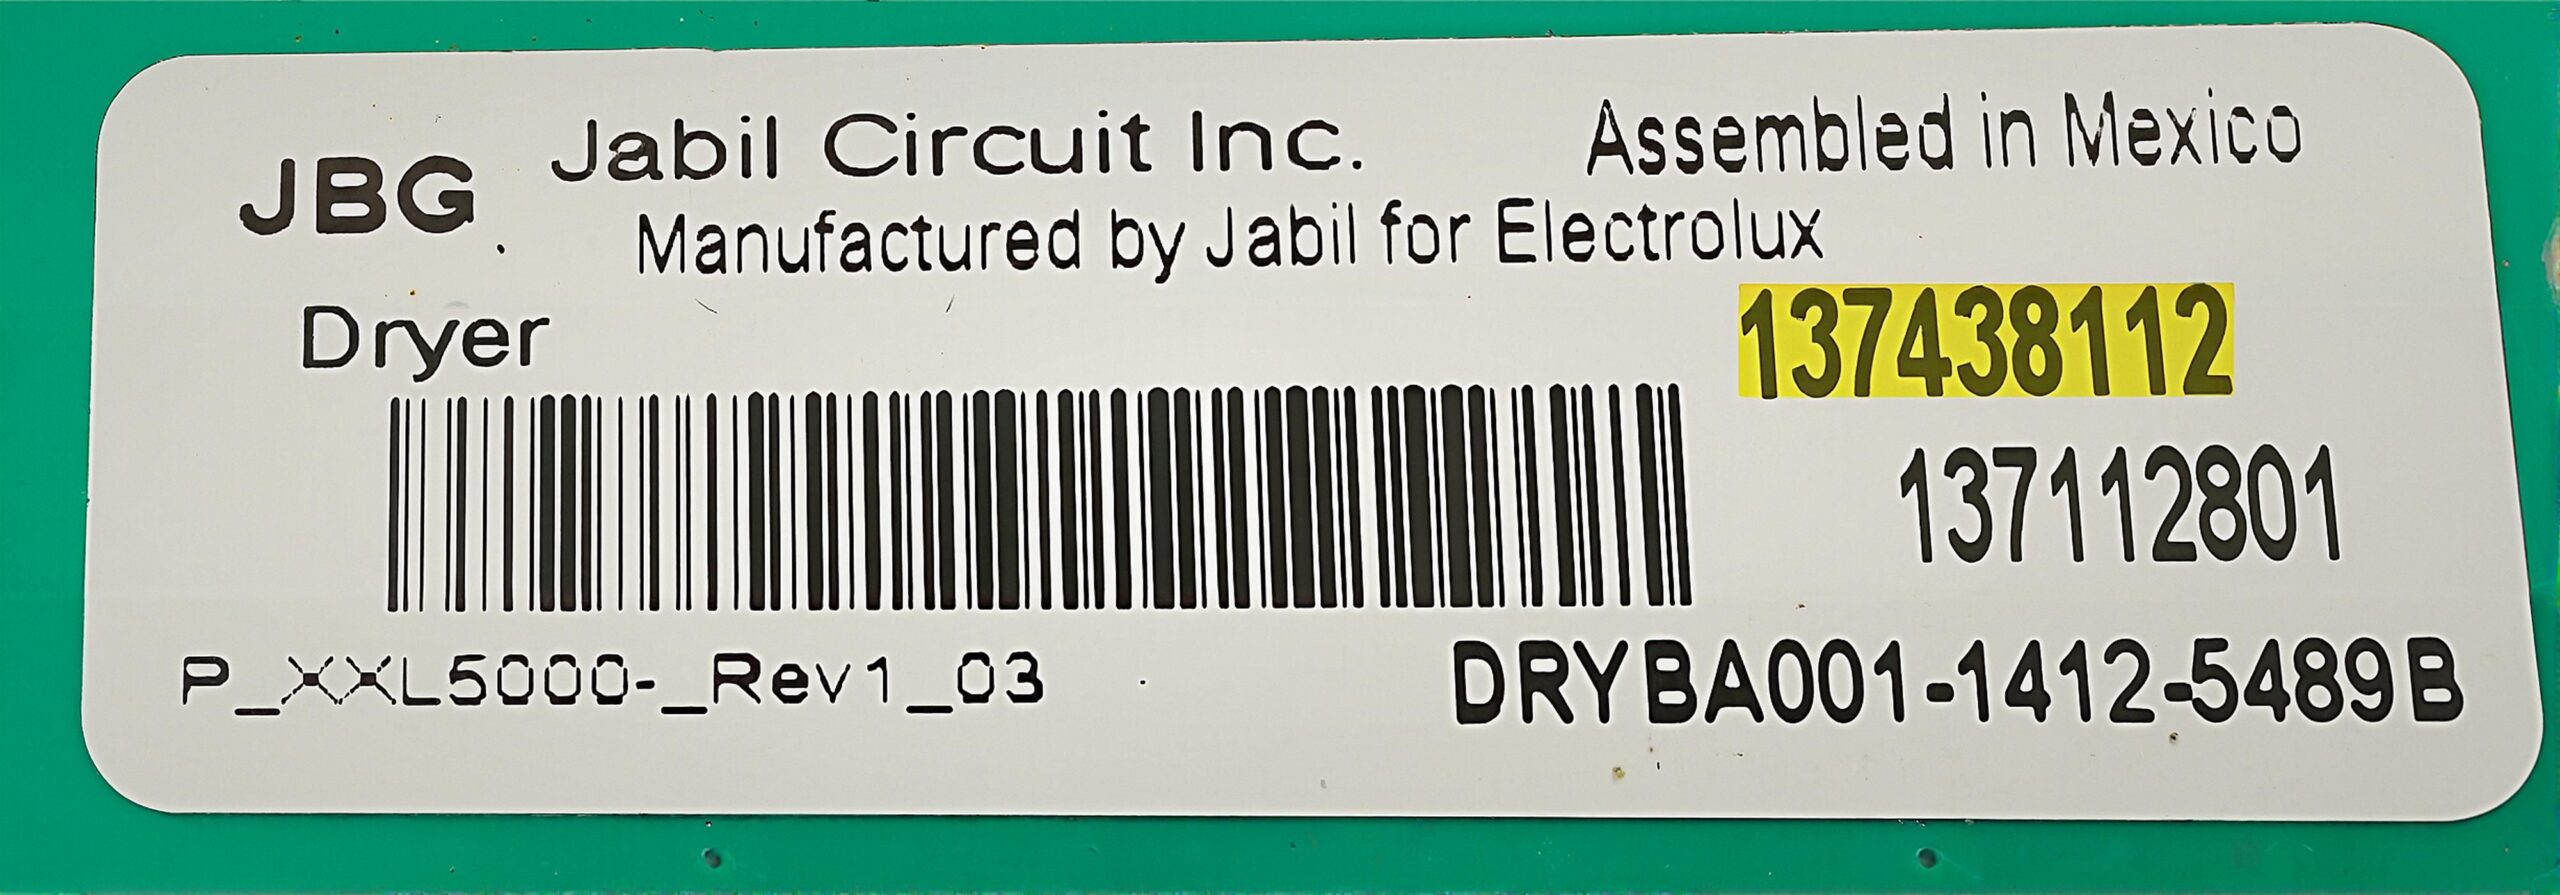 JBG Jabil Circuit Inc. Assembled in Mexico
Manufactured by Jabil for Electrolux
Dryer 137438112
137112801
P_XXL5000-_Rev1_03 DRYBA001-1412-5489B